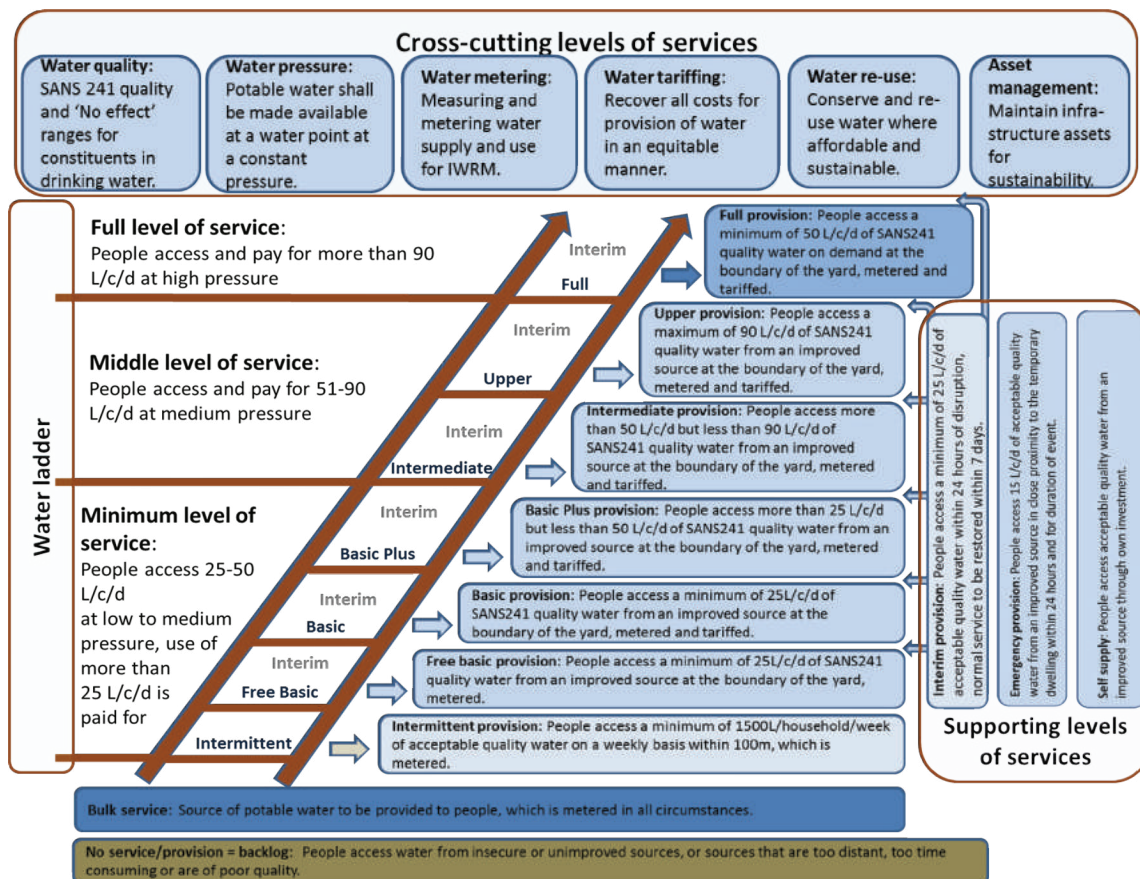 Cross-cutting levels of services
Water quality:
SANS 241 quality
and ‘No effect’
ranges for
constituents in
drinking water.
Water pressure:
Potable water shall
be made available
at a water point at
a constant
pressure.
Water metering:
Measuring and
metering water
supply and use
for IWRM.
Water tariffing:
Recover all costs for
provision of water
in an equitable
manner.
Water re-use:
Conserve and re-
use water where
affordable and
sustainable.
Asset
management:
Maintain infra-
structure assets
for
sustainability.
Water ladder
Full level of service:
People access and pay for more than 90
L/c/d at high pressure
Middle level of service:
People access and pay for 51-90
L/c/d at medium pressure
Minimum level of
service:
People access 25-50
L/c/d
at low to medium
pressure, use of
more than
25 L/c/d is
paid for
Interim
Full
Interim
Upper
Interim
Intermediate
Interim
Basic Plus
Interim
Basic
Interim
Free Basic
Intermittent
Full provision: People access a
minimum of 50 L/c/d of SANS241
quality water on demand at the
boundary of the yard, metered and
tariffed.
Upper provision: People access a
maximum of 90 L/c/d of SANS241
quality water from an improved
source at the boundary of the yard,
metered and tariffed.
Intermediate provision: People access more
than 50 L/c/d but less than 90 L/c/d of
SANS241 quality water from an improved
source at the boundary of the yard, metered
and tariffed.
Basic Plus provision: People access more than 25 L/c/d
but less than 50 L/c/d of SANS241 quality water from an
improved source at the boundary of the yard, metered
and tariffed.
Basic provision: People access a minimum of 25L/c/d of
SANS241 quality water from an improved source at the
boundary of the yard, metered and tariffed.
Free basic provision: People access a minimum of 25L/c/d of SANS241
quality water from an improved source at the boundary of the yard,
metered.
Intermittent provision: People access a minimum of 1500L/household/week
of acceptable quality water on a weekly basis within 100m, which is
metered.
Interim provision: People access a minimum of 25 L/c/d of
acceptable quality water within 24 hours of disruption,
normal service to be restored within 7 days.
Emergency provision: People access 15 L/c/d of acceptable quality
water from an improved source in close proximity to the temporary
dwelling within 24 hours and for duration of event.
Self supply: People access acceptable quality water from an
improved source through own investment.
Supporting levels
of services
Bulk service: Source of potable water to be provided to people, which is metered in all circumstances.
No service/provision = backlog: People access water from insecure or unimproved sources, or sources that are too distant, too time
consuming or are of poor quality.